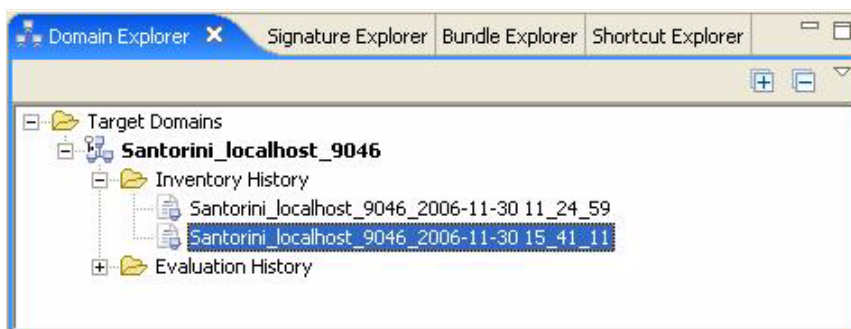 Domain Explorer Signature Explorer Bundle Explorer Shortcut Explorer
Target Domains
Santorini_localhost_9046
Inventory History
Santorini_localhost_9046_2006-11-30 11_24_59
Santorini_localhost_9046_2006-11-30 15_41_11
Evaluation History